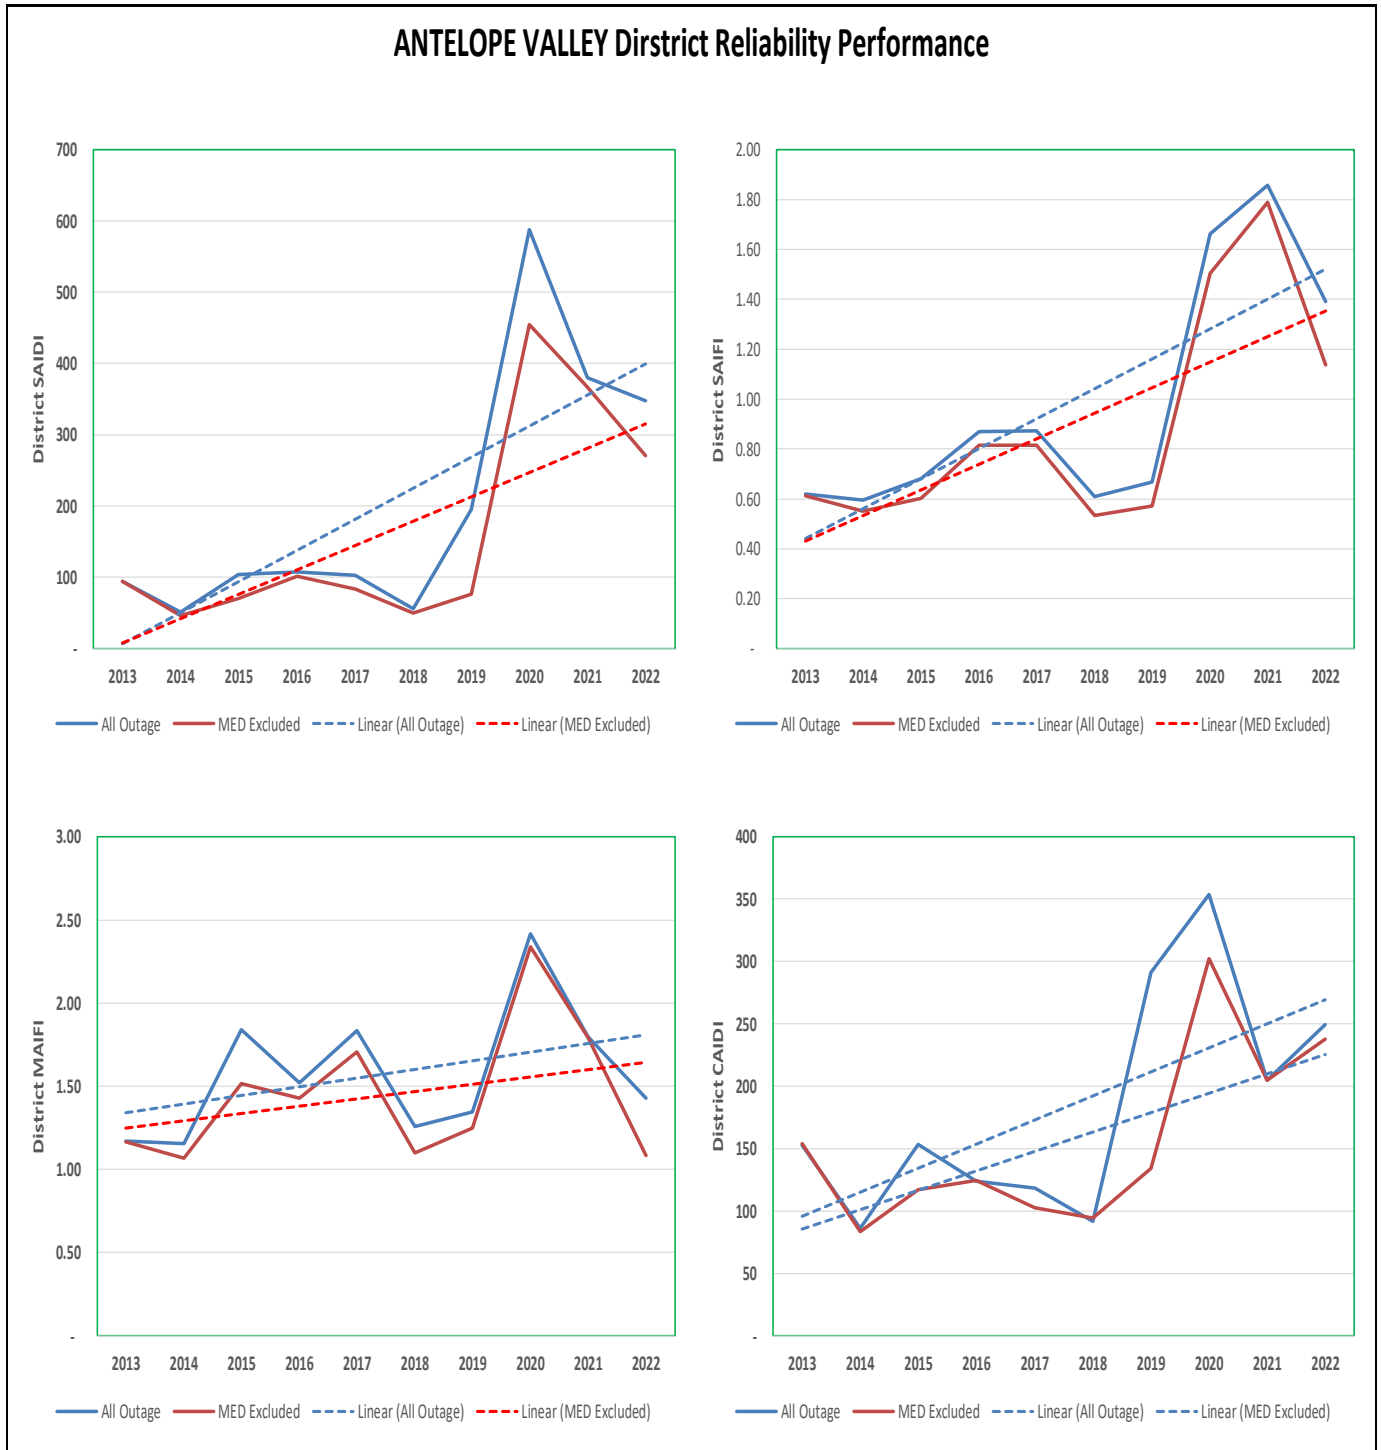 ANTELOPE VALLEY Dirstrict Reliability Performance
District SAIDI
700
600
500
400
300
200
100
-
2013 2014 2015 2016 2017 2018 2019 2020 2021 2022
All Outage MED Excluded Linear (All Outage) Linear (MED Excluded)
District SAIFI
2.00
1.80
1.60
1.40
1.20
1.00
0.80
0.60
0.40
0.20
-
2013 2014 2015 2016 2017 2018 2019 2020 2021 2022
All Outage MED Excluded Linear (All Outage) Linear (MED Excluded)
District MAIFI
3.00
2.50
2.00
1.50
1.00
0.50
-
2013 2014 2015 2016 2017 2018 2019 2020 2021 2022
All Outage MED Excluded Linear (All Outage) Linear (MED Excluded)
District CAIDI
400
350
300
250
200
150
100
50
-
2013 2014 2015 2016 2017 2018 2019 2020 2021 2022
All Outage MED Excluded Linear (All Outage) Linear (MED Excluded)